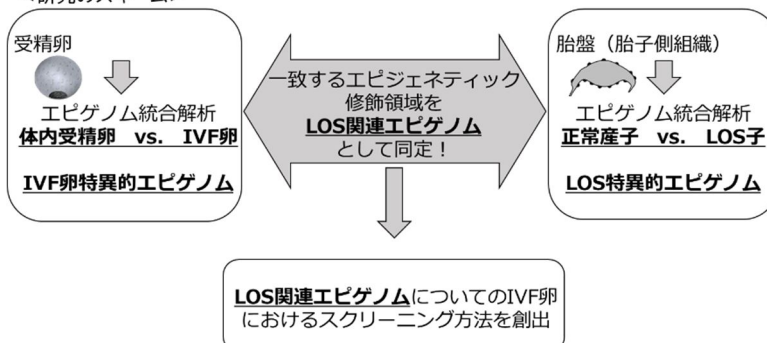 受精卵
エピゲノム統合解析
体内受精卵 vs. IVF卵
IVF卵特異的エピゲノム
一致するエピジェネティック
修飾領域を
LOS関連エピゲノム
として同定！
胎盤（胎子側組織）
エピゲノム統合解析
正常産子 vs. LOS子
LOS特異的エピゲノム
LOS関連エピゲノムについてのIVF卵
におけるスクリーニング方法を創出